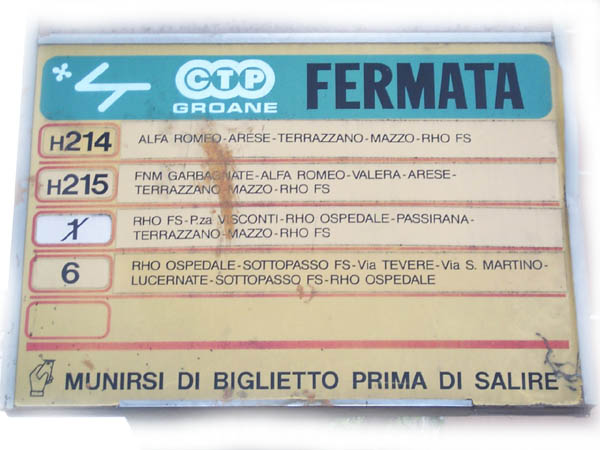 CTP
GROANE
FERMATA
H214
ALFA ROMEO-ARESE-TERRAZZANO-MAZZO-RHO FS
H215
FNM GARBAGNATE-ALFA ROMEO-VALERA-ARESE-
TERRAZZANO-MAZZO-RHO FS
1
RHO FS-P.za VISCONTI-RHO OSPEDALE-PASSIRANA-
TERRAZZANO-MAZZO-RHO FS
6
RHO OSPEDALE-SOTTOPASSO FS-Via TEVERE-Via S. MARTINO-
LUCERNATE-SOTTOPASSO FS-RHO OSPEDALE
MUNIRSI DI BIGLIETTO PRIMA DI SALIRE